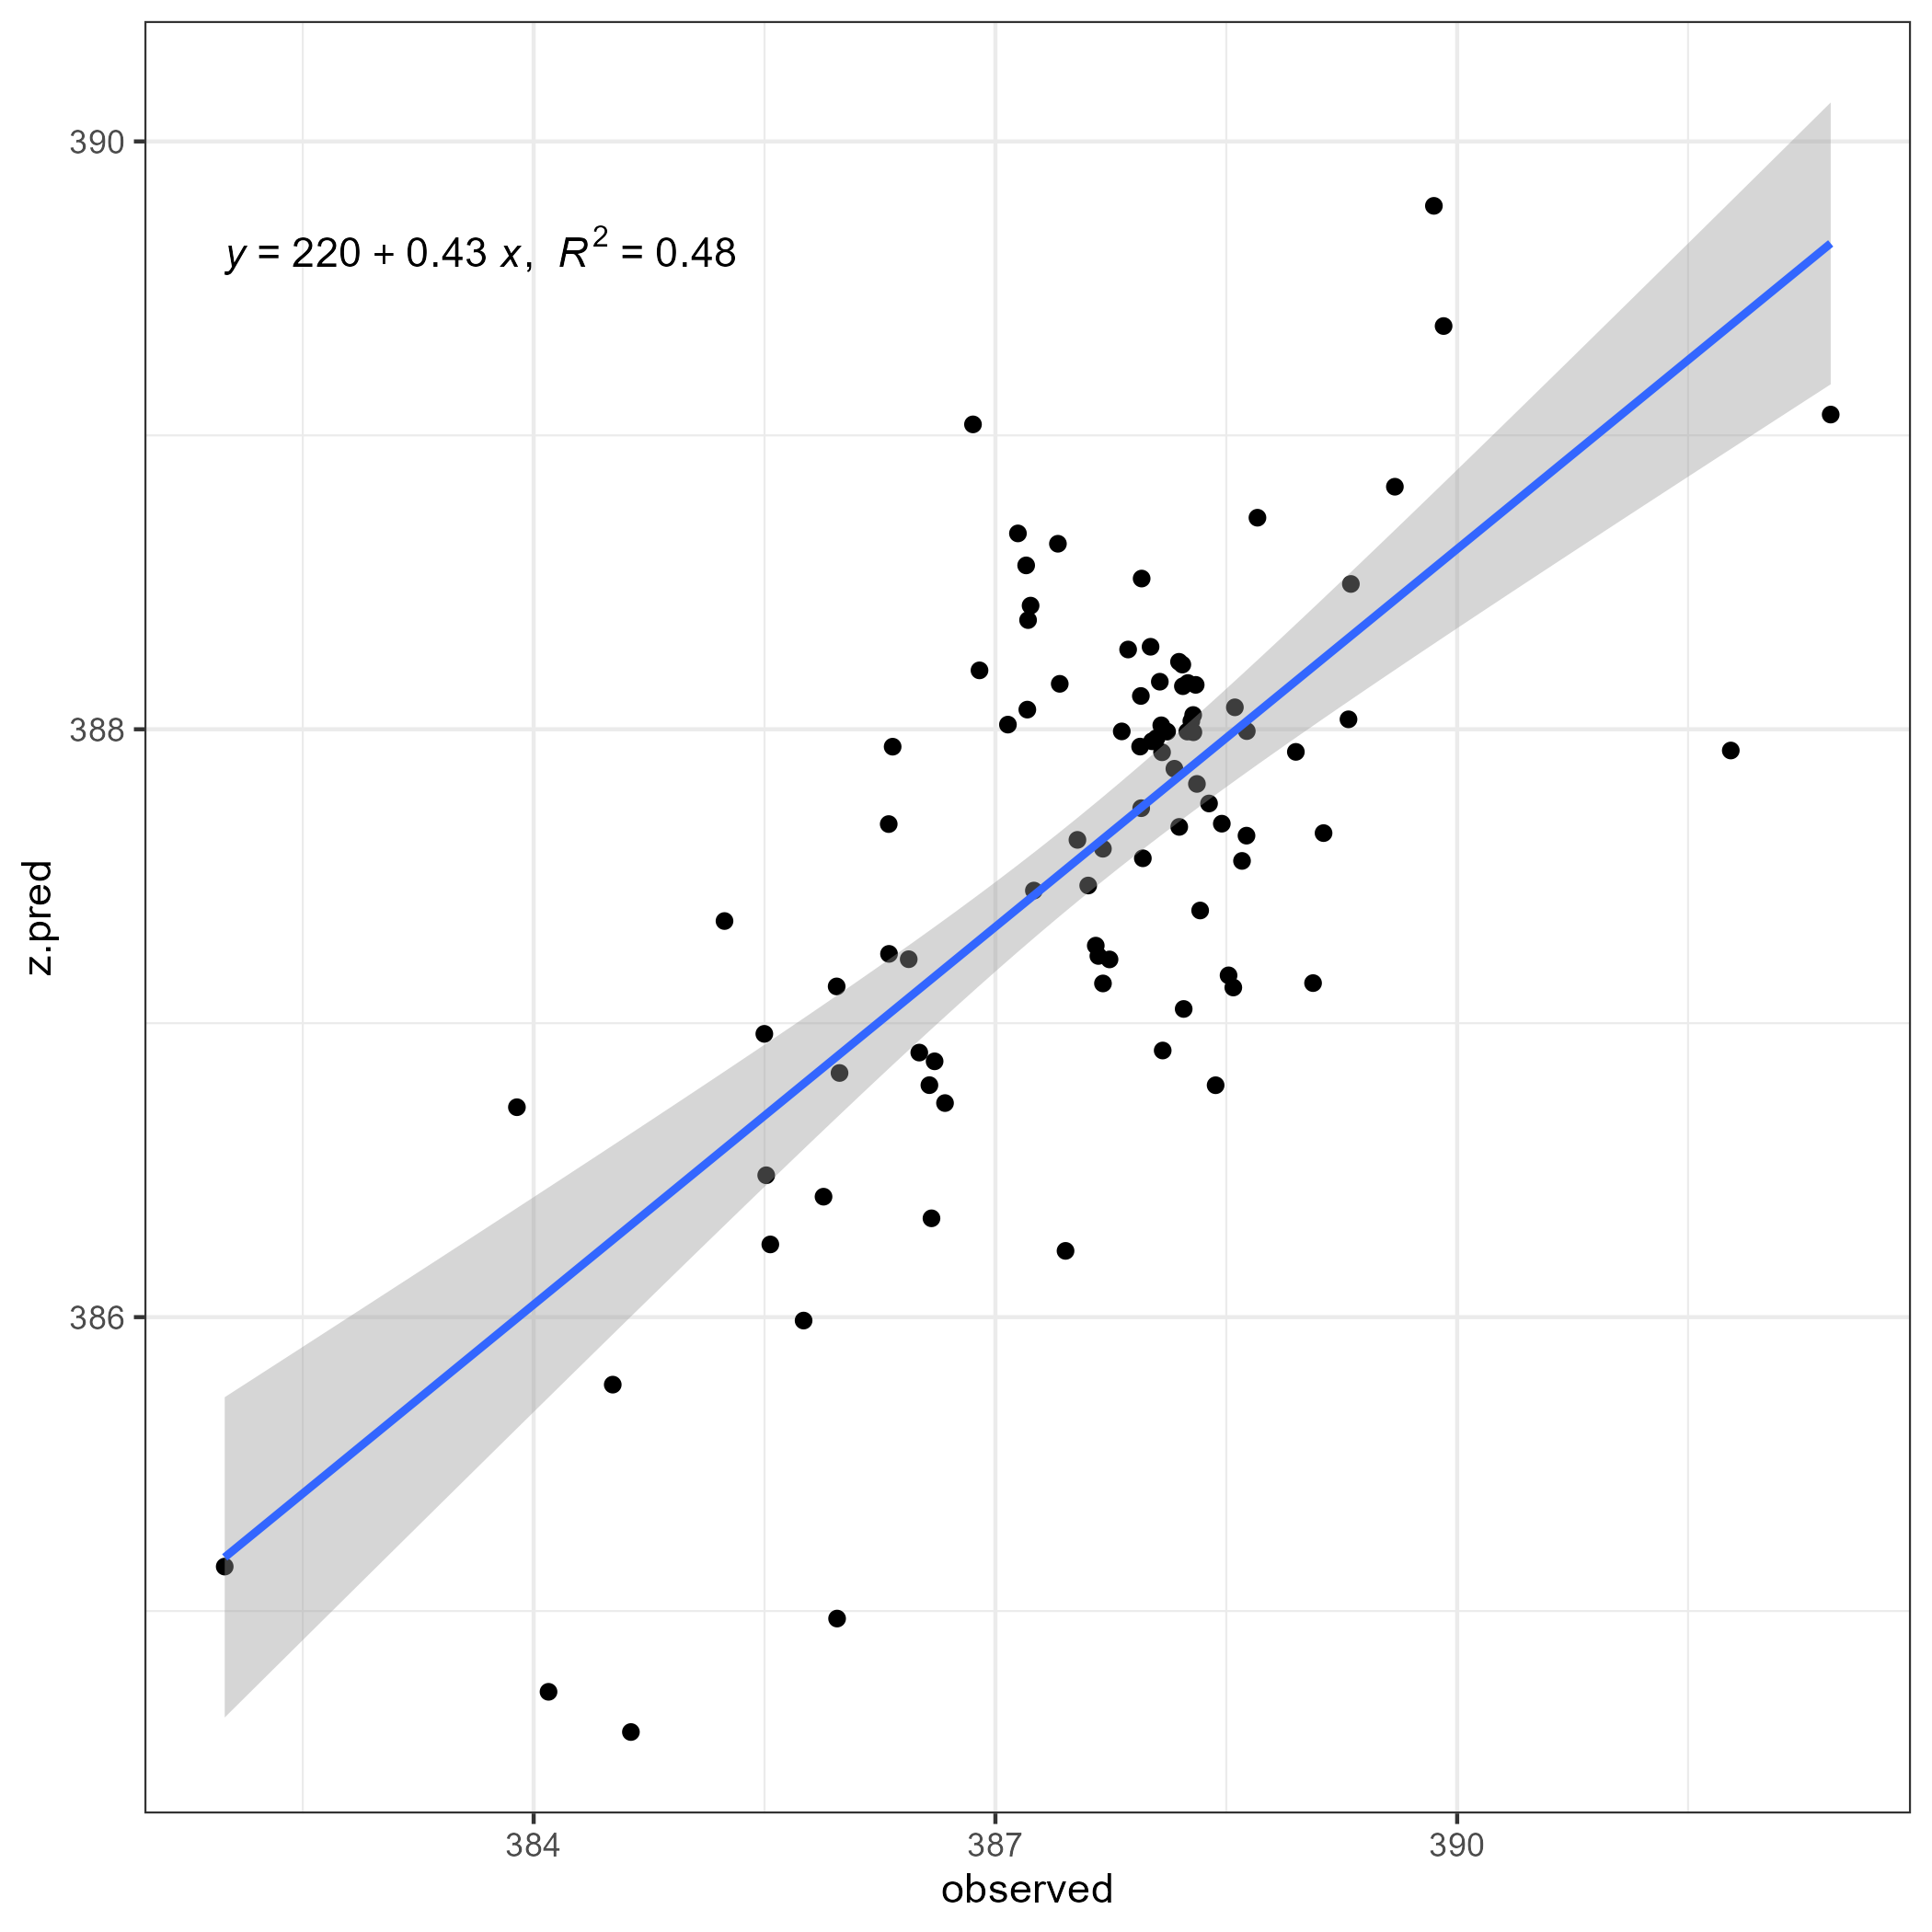 390
y = 220 + 0.43 x, R² = 0.48
388
z.pred
386
384 387 390
observed